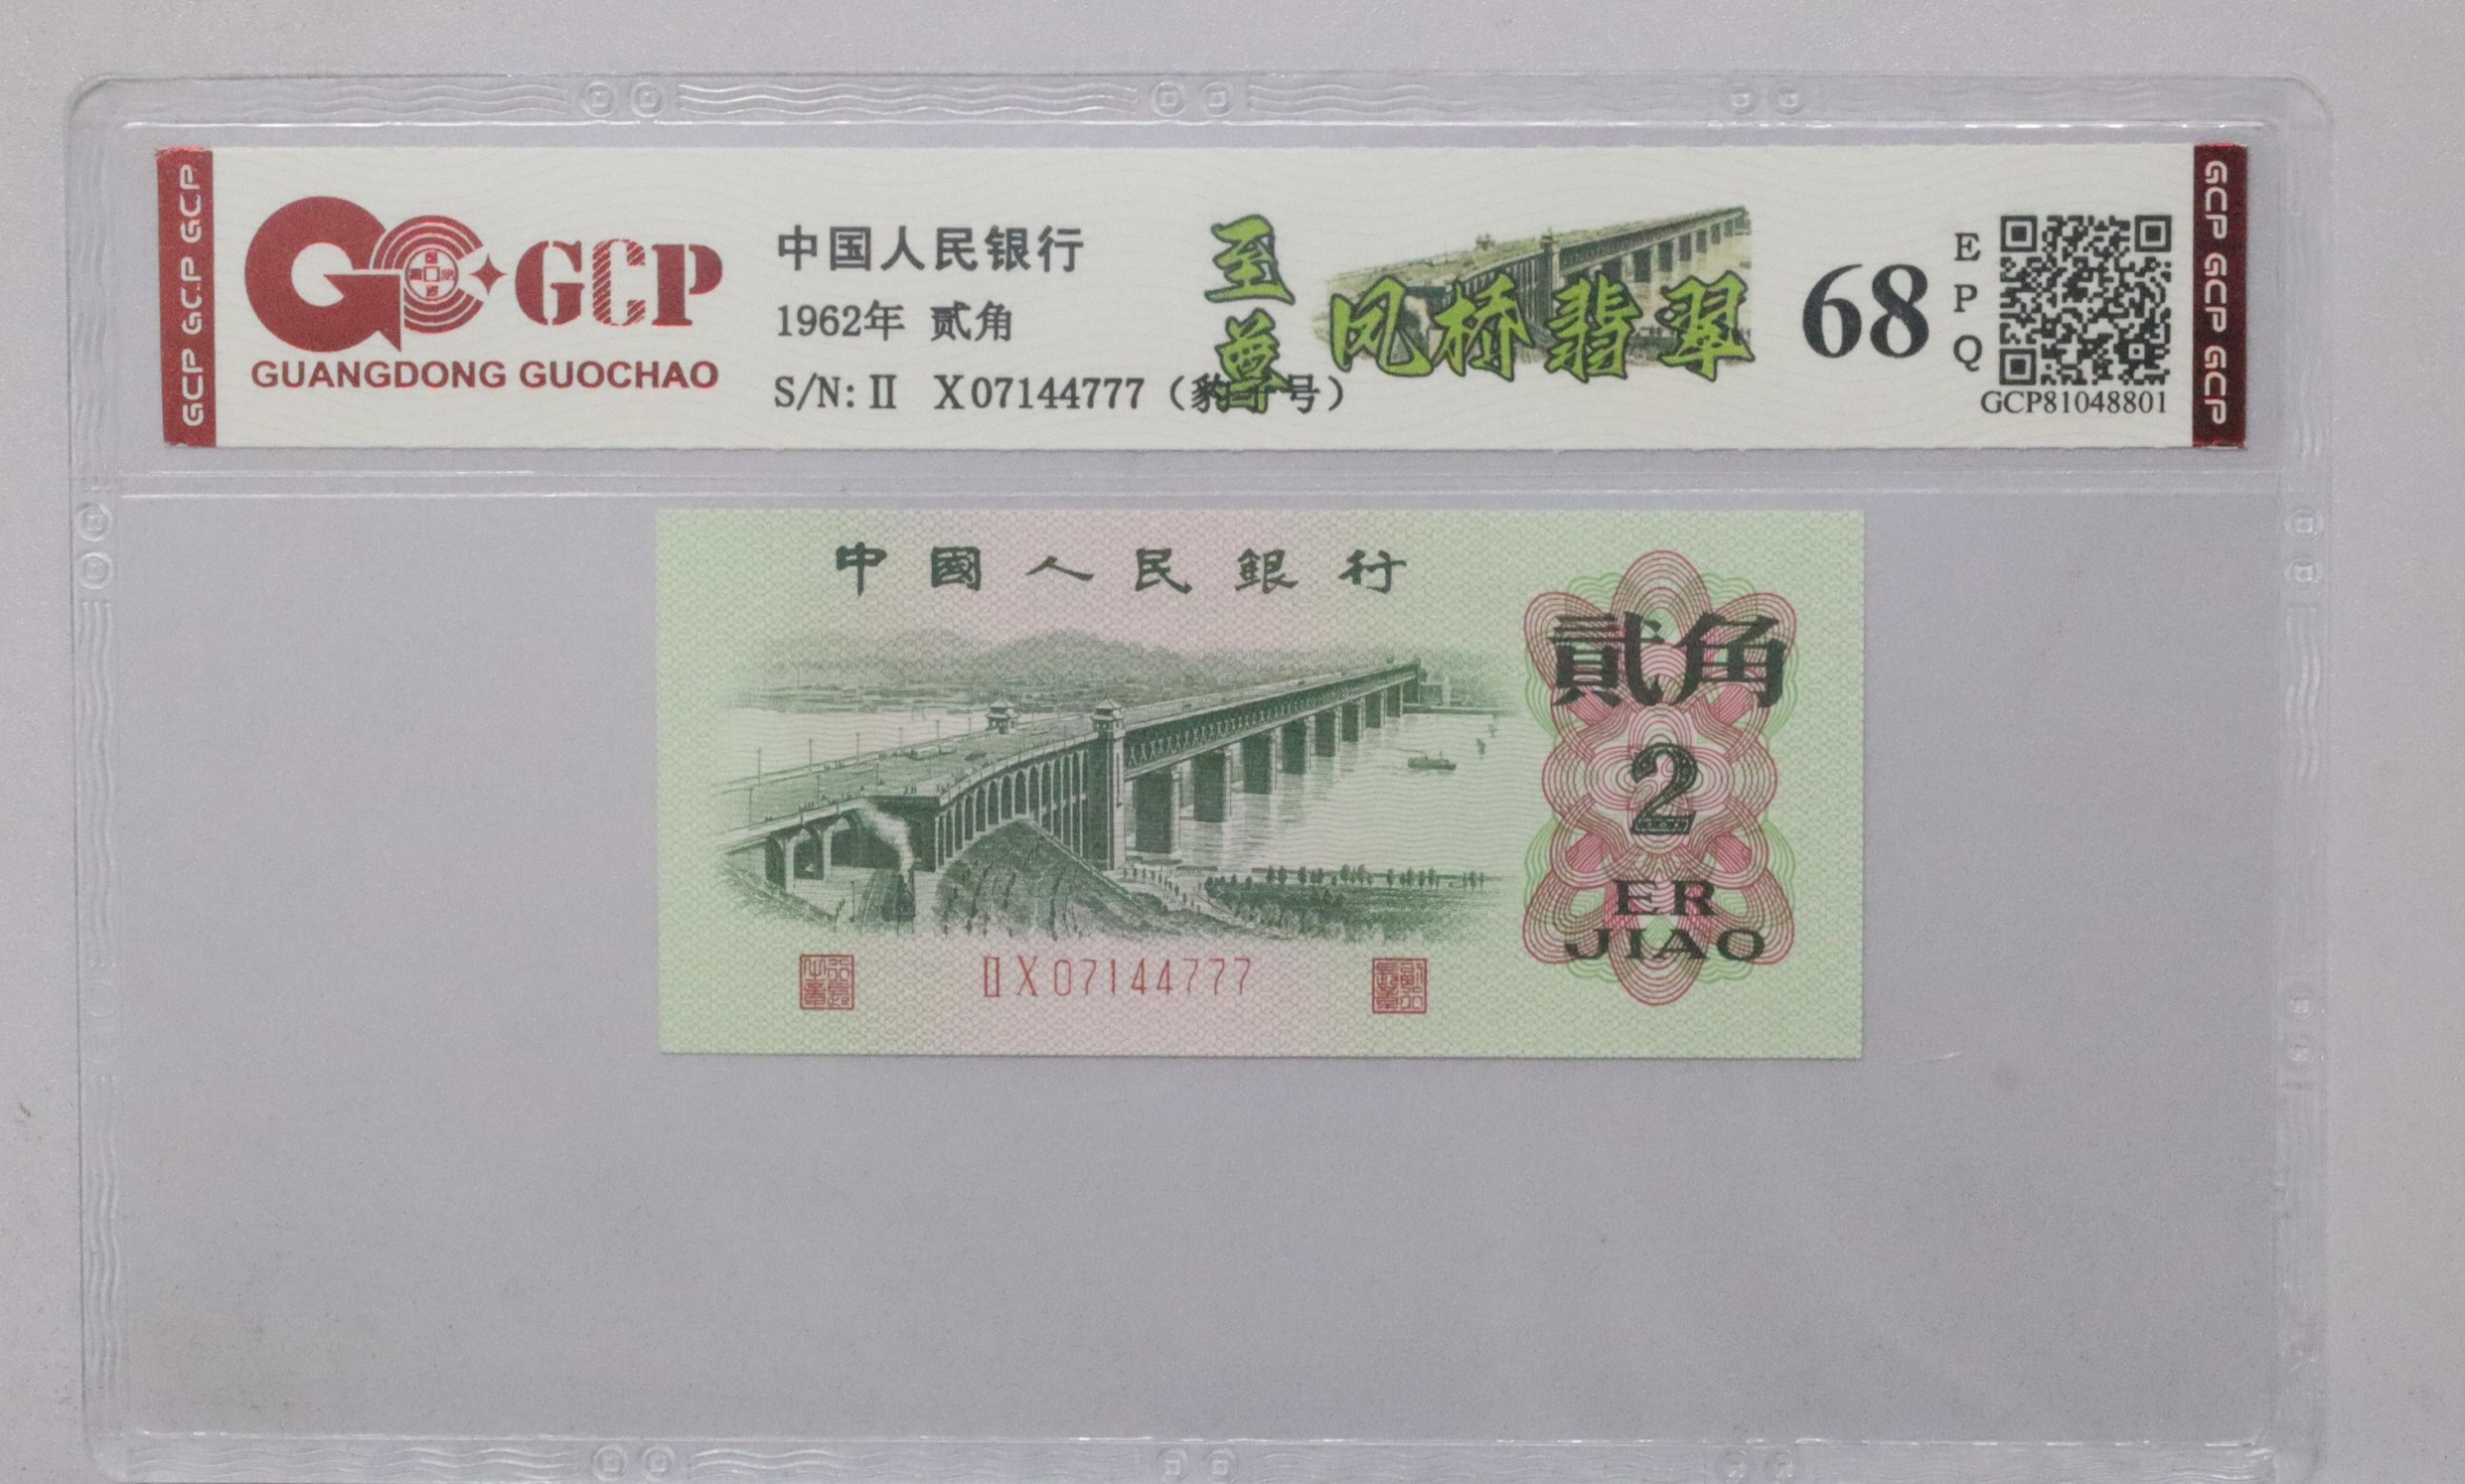 GCP GCP GCP
GCP
GUANGDONG GUOCHAO
中国人民银行
1962年 贰角
S/N: Ⅱ X07144777（豹子号）
至尊
凤桥翡翠
68
EPQ
GCP81048801
GCP GCP GCP
中國人民銀行
貳角
2
ER
JIAO
ⅡX07144777